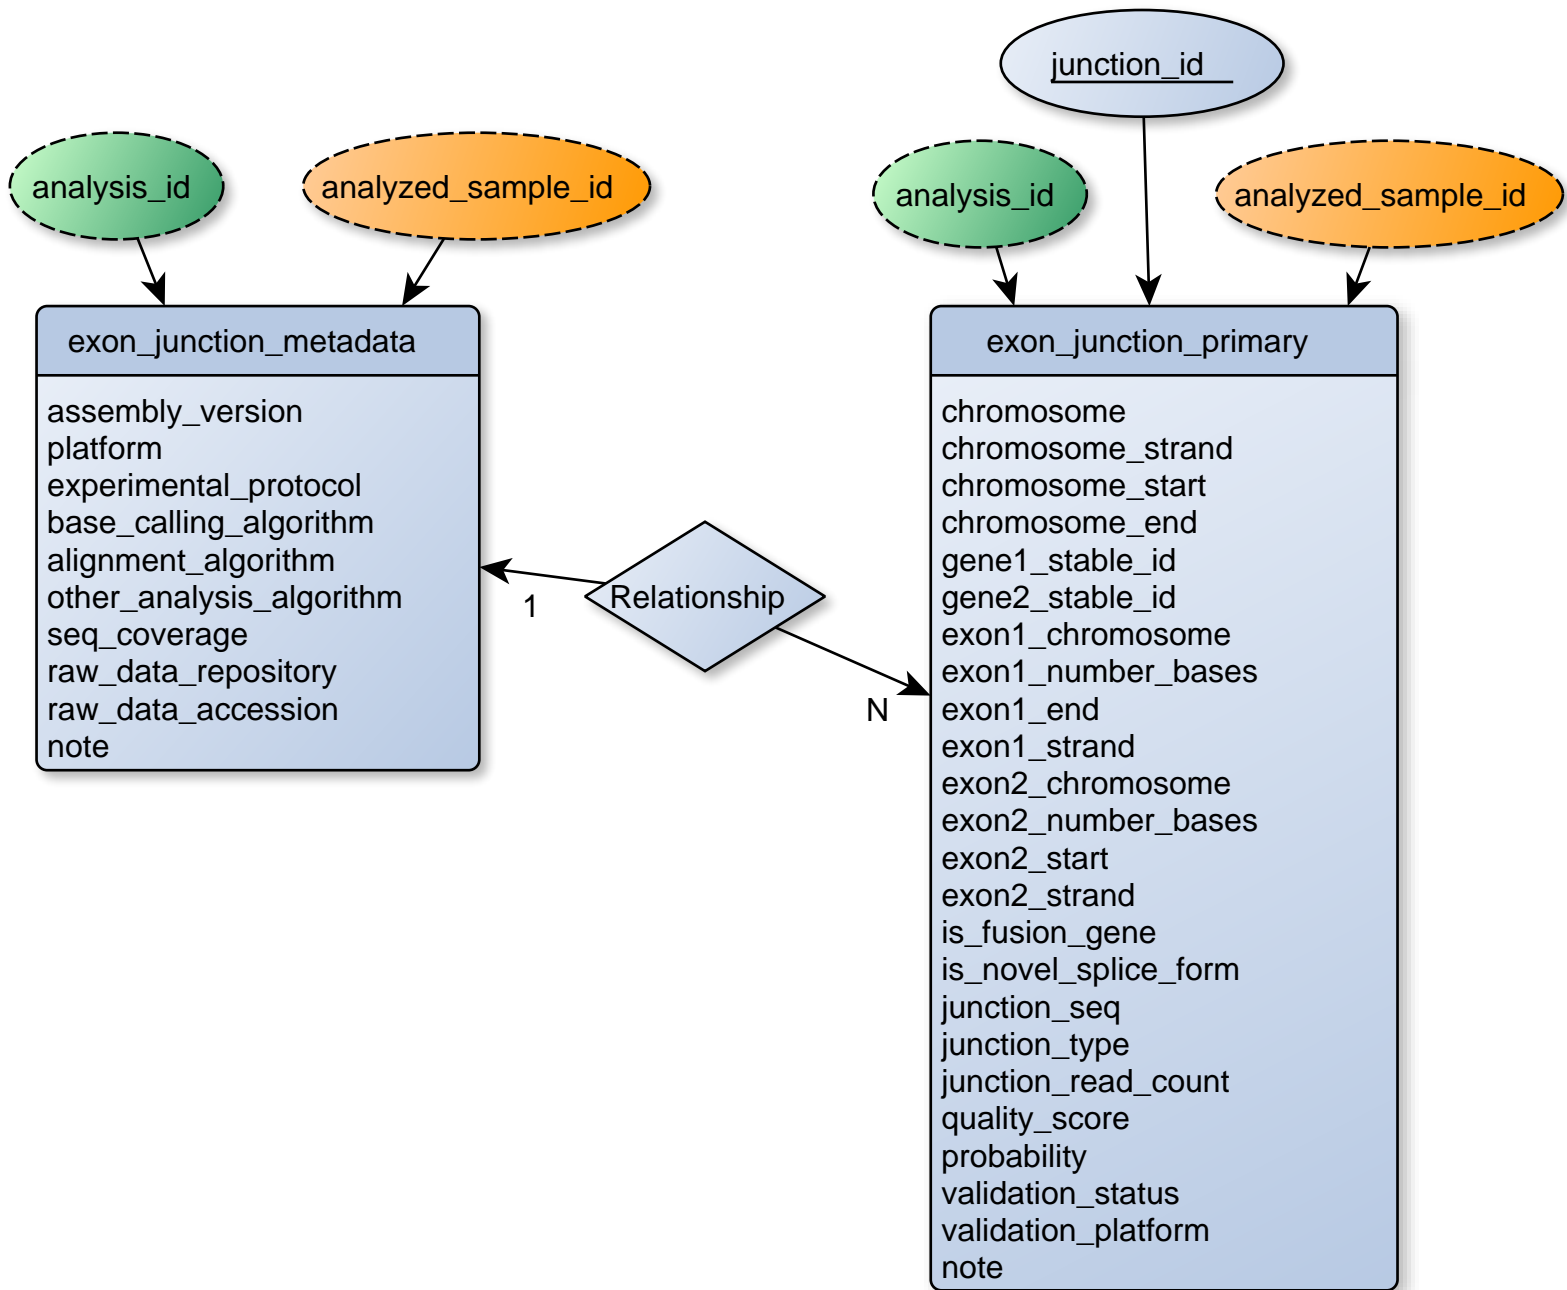 junction_id
analysis_id
analyzed_sample_id
analysis_id
analyzed_sample_id
exon_junction_metadata
assembly_version
platform
experimental_protocol
base_calling_algorithm
alignment_algorithm
other_analysis_algorithm
seq_coverage
raw_data_repository
raw_data_accession
note
1
Relationship
N
exon_junction_primary
chromosome
chromosome_strand
chromosome_start
chromosome_end
gene1_stable_id
gene2_stable_id
exon1_chromosome
exon1_number_bases
exon1_end
exon1_strand
exon2_chromosome
exon2_number_bases
exon2_start
exon2_strand
is_fusion_gene
is_novel_splice_form
junction_seq
junction_type
junction_read_count
quality_score
probability
validation_status
validation_platform
note